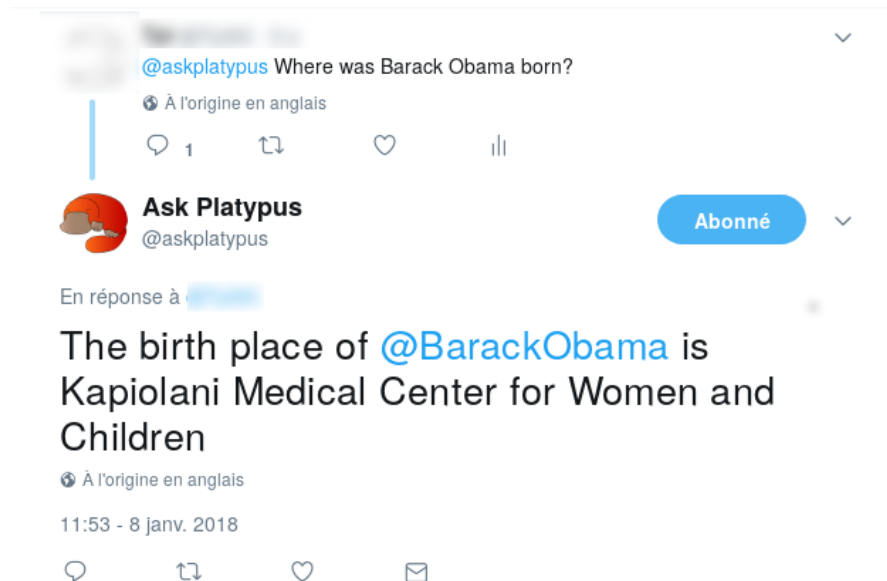 @askplatypus Where was Barack Obama born?
À l'origine en anglais
1
Ask Platypus
@askplatypus
Abonné
En réponse à
The birth place of @BarackObama is
Kapiolani Medical Center for Women and
Children
À l'origine en anglais
11:53 - 8 janv. 2018